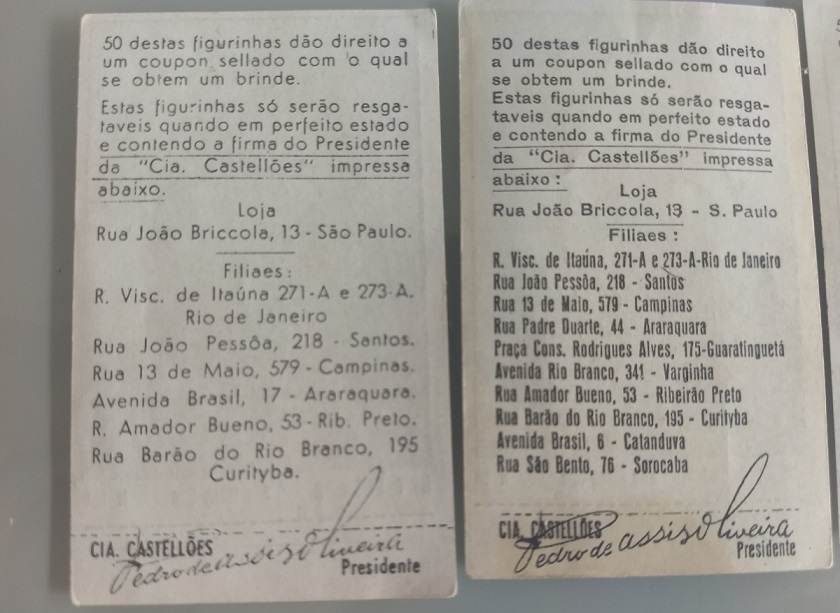 50 destas figurinhas dão direito a
um coupon sellado com o qual
se obtem um brinde.
Estas figurinhas só serão resga-
taveis quando em perfeito estado
e contendo a firma do Presidente
da "Cia. Castellões" impressa
abaixo.
Loja
Rua João Briccola, 13 - São Paulo.
Filiaes:
R. Visc. de Itaúna 271-A e 273-A.
Rio de Janeiro
Rua João Pessôa, 218 - Santos.
Rua 13 de Maio, 579 - Campinas.
Avenida Brasil, 17 - Araraquara.
R. Amador Bueno, 53 - Rib. Preto.
Rua Barão do Rio Branco, 195
Curityba.
CIA. CASTELLÕES
Pedro de assis Oliveira
Presidente
50 destas figurinhas dão direito
a um coupon sellado com o qual
se obtem um brinde.
Estas figurinhas só serão resga-
taveis quando em perfeito estado
e contendo a firma do Presidente
da "Cia. Castellões" impressa
abaixo:
Loja
Rua João Briccola, 13 - S. Paulo
Filiaes:
R. Visc. de Itaúna, 271-A e 273-A-Rio de Janeiro
Rua João Pessôa, 218 - Santos
Rua 13 de Maio, 579 - Campinas
Rua Padre Duarte, 44 - Araraquara
Praça Cons. Rodrigues Alves, 175-Guaratinguetá
Avenida Rio Branco, 341 - Varginha
Rua Amador Bueno, 53 - Ribeirão Preto
Rua Barão do Rio Branco, 195 - Curityba
Avenida Brasil, 6 - Catanduva
Rua São Bento, 76 - Sorocaba
CIA. CASTELLÕES
Pedro de assis Oliveira
Presidente